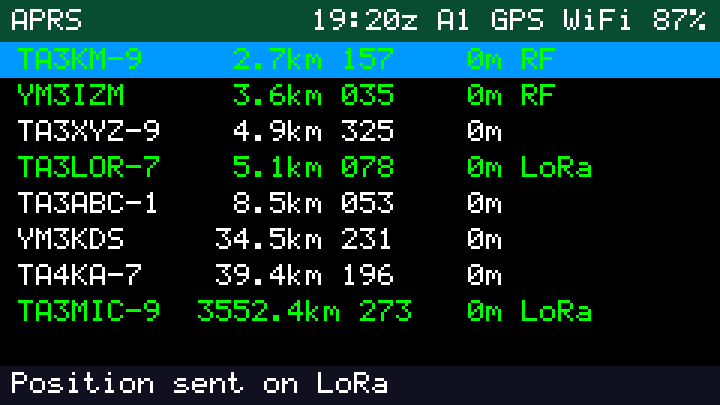 APRS 19:20z A1 GPS WiFi 87%
TA3KM-9 2.7km 157 0m RF
YM3IZM 3.6km 035 0m RF
TA3XYZ-9 4.9km 325 0m
TA3LOR-7 5.1km 078 0m LoRa
TA3ABC-1 8.5km 053 0m
YM3KDS 34.5km 231 0m
TA4KA-7 39.4km 196 0m
TA3MIC-9 3552.4km 273 0m LoRa
Position sent on LoRa